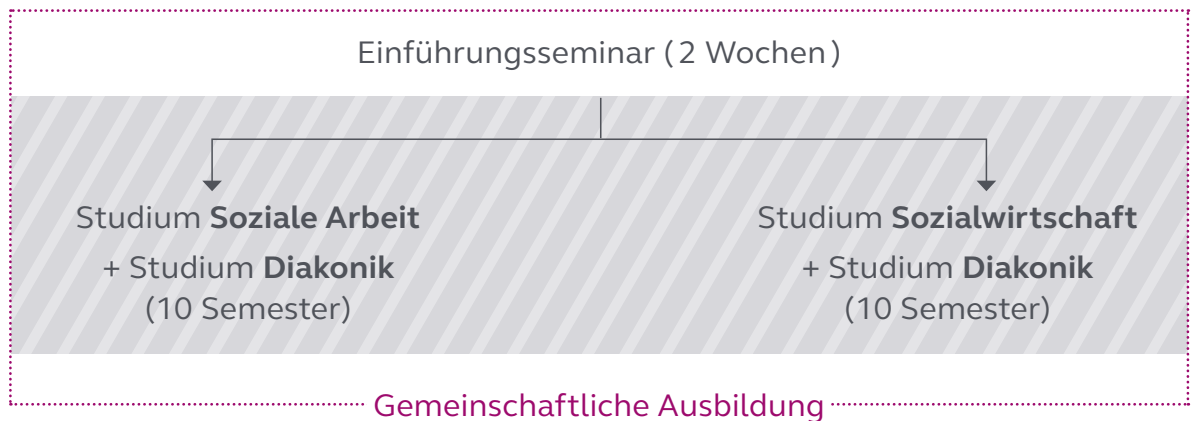 Einführungsseminar (2 Wochen)
Studium Soziale Arbeit
+ Studium Diakonik
(10 Semester)
Studium Sozialwirtschaft
+ Studium Diakonik
(10 Semester)
Gemeinschaftliche Ausbildung